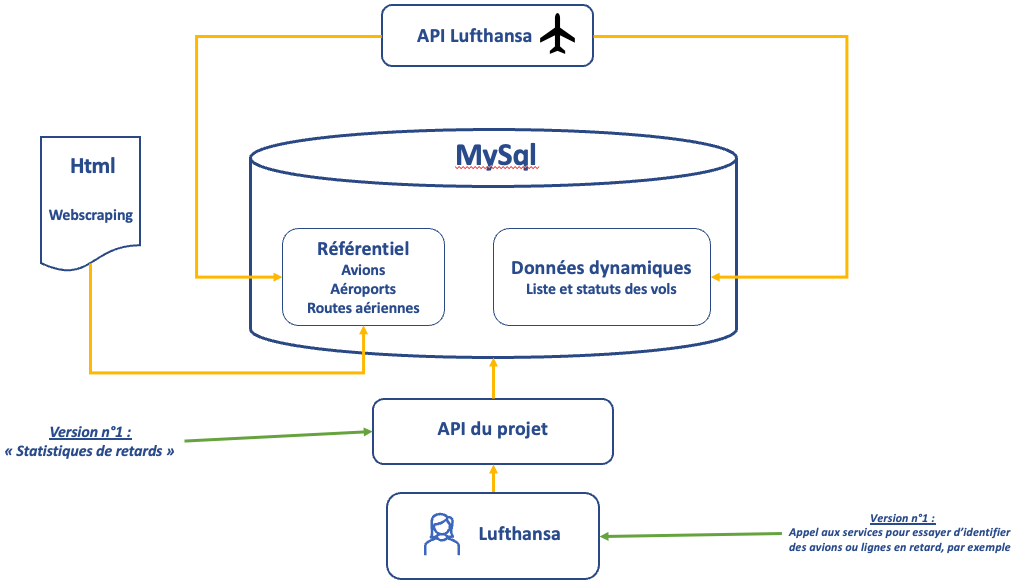 API Lufthansa
Html
Webscraping
MySql
Référentiel
Avions
Aéroports
Routes aériennes
Données dynamiques
Liste et statuts des vols
API du projet
Version n°1 :
« Statistiques de retards »
Lufthansa
Version n°1 :
Appel aux services pour essayer d'identifier
des avions ou lignes en retard, par exemple